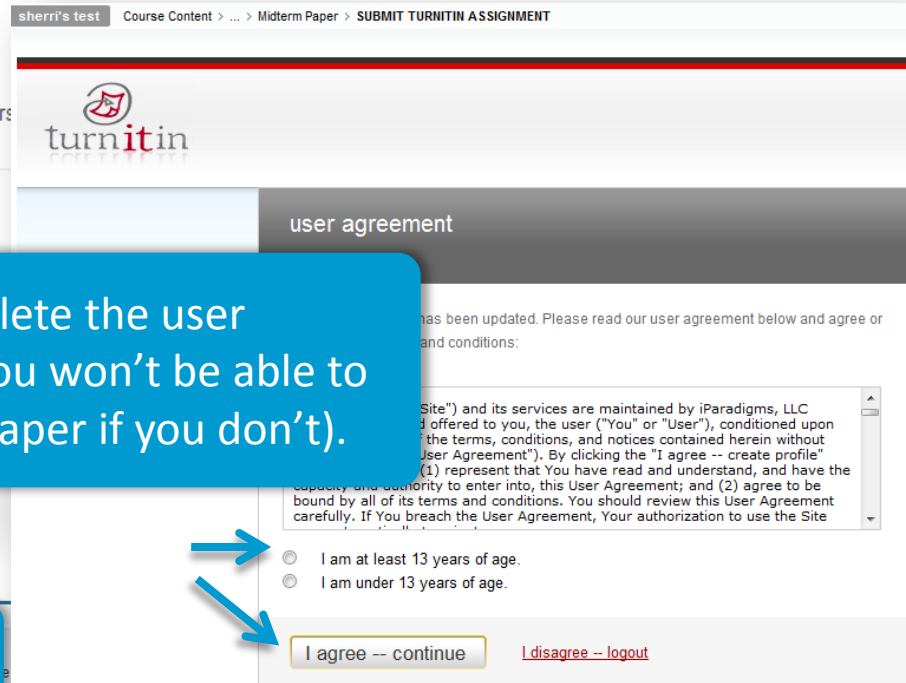 sherri's test Course Content > ... > Midterm Paper > SUBMIT TURNITIN ASSIGNMENT
turnitin
user agreement
lete the user
ou won't be able to
aper if you don't).
has been updated. Please read our user agreement below and agree or
and conditions:
Site") and its services are maintained by iParadigms, LLC
offered to you, the user ("You" or "User"), conditioned upon
the terms, conditions, and notices contained herein without
User Agreement"). By clicking the "I agree -- create profile"
(1) represent that You have read and understand, and have the
capacity and authority to enter into, this User Agreement; and (2) agree to be
bound by all of its terms and conditions. You should review this User Agreement
carefully. If You breach the User Agreement, Your authorization to use the Site
I am at least 13 years of age.
I am under 13 years of age.
I agree -- continue I disagree -- logout